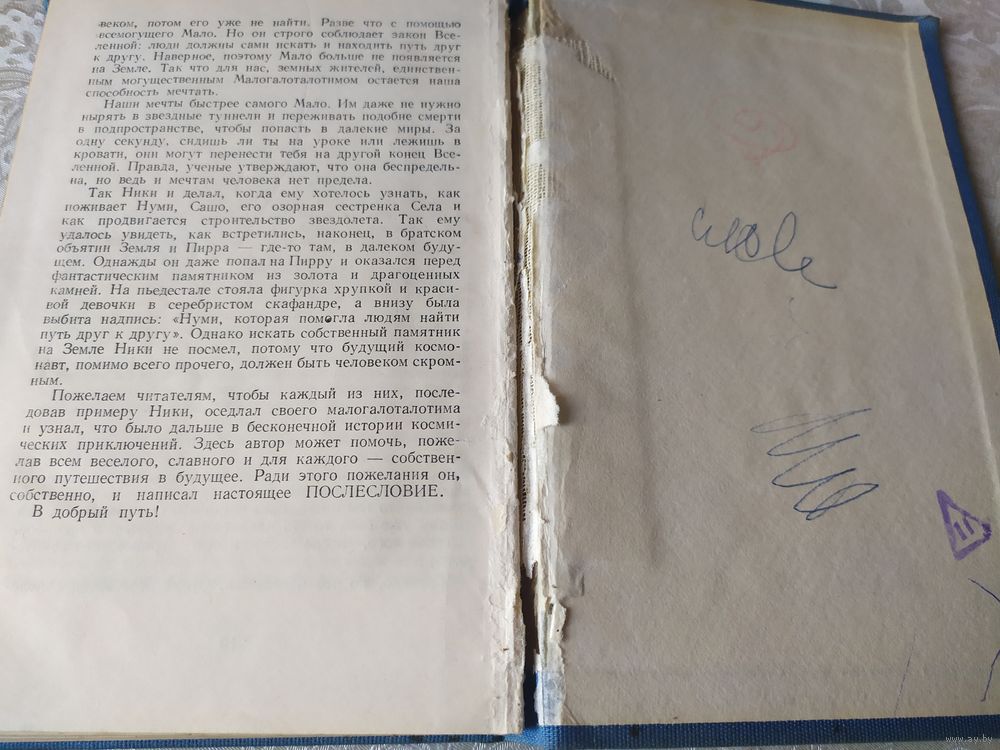 веком, потом его уже не найти. Разве что с помощью
всемогущего Мало. Но он строго соблюдает закон Все-
ленной: люди должны сами искать и находить путь друг
к другу. Наверное, поэтому Мало больше не появляется
на Земле. Так что для нас, земных жителей, единствен-
ным могущественным Малогалоталотимом остается наша
способность мечтать.
Наши мечты быстрее самого Мало. Им даже не нужно
нырять в звездные туннели и переживать подобие смерти
в подпространстве, чтобы попасть в далекие миры. За
одну секунду, сидишь ли ты на уроке или лежишь в
кровати, они могут перенести тебя на другой конец Все-
ленной. Правда, ученые утверждают, что она беспредель-
на, но ведь и мечтам человека нет предела.
Так Ники и делал, когда ему хотелось узнать, как
поживает Нуми, Сашо, его озорная сестренка Села и
как продвигается строительство звездолета. Так ему
удалось увидеть, как встретились, наконец, в братском
объятии Земля и Пирра — где-то там, в далеком буду-
щем. Однажды он даже попал на Пирру и оказался перед
фантастическим памятником из золота и драгоценных
камней. На пьедестале стояла фигурка хрупкой и краси-
вой девочки в серебристом скафандре, а внизу была
выбита надпись: «Нуми, которая помогла людям найти
путь друг к другу». Однако искать собственный памятник
на Земле Ники не посмел, потому что будущий космо-
навт, помимо всего прочего, должен быть человеком скром-
ным.
Пожелаем читателям, чтобы каждый из них, после-
довав примеру Ники, оседлал своего малогалоталотима
и узнал, что было дальше в бесконечной истории косми-
ческих приключений. Здесь автор может помочь, поже-
лав всем веселого, славного и для каждого — собствен-
ного путешествия в будущее. Ради этого пожелания он,
собственно, и написал настоящее ПОСЛЕСЛОВИЕ.
В добрый путь!
11
www.ay.by